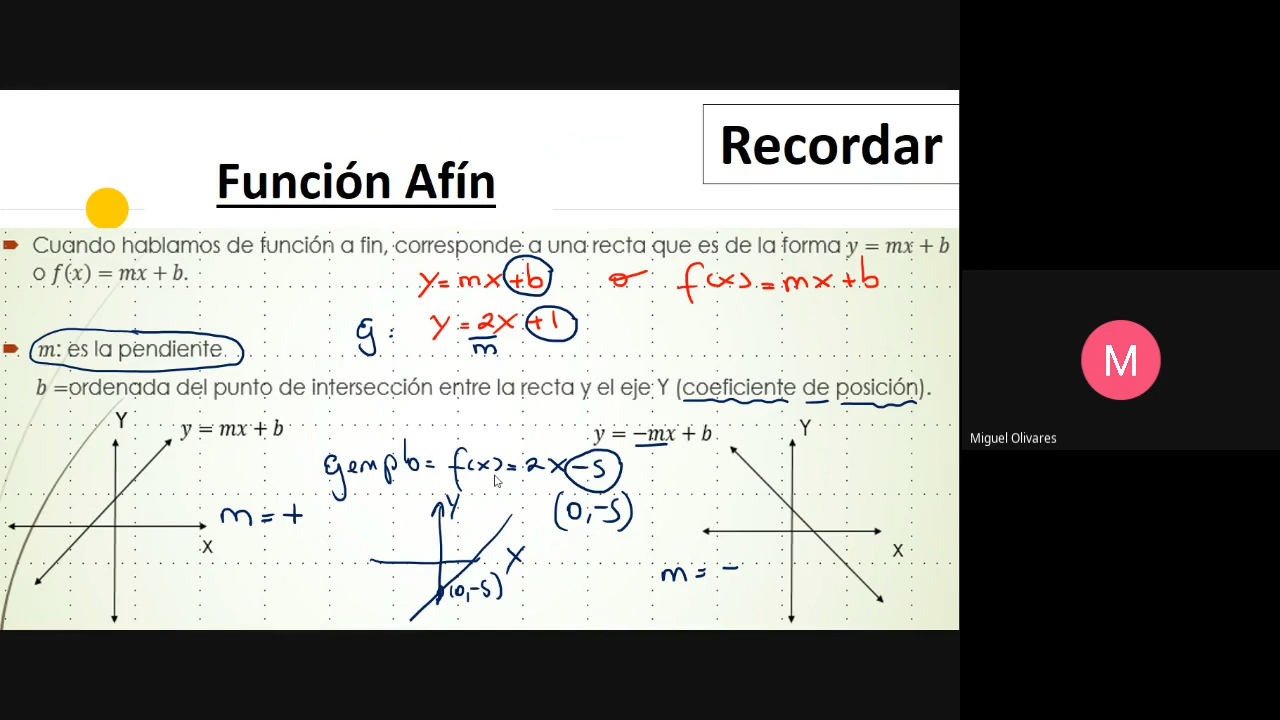 Recordar
Función Afín
Cuando hablamos de función a fin, corresponde a una recta que es de la forma y = mx + b
o f(x) = mx + b.
y = mx + b o f(x) = mx + b
g: y = 2x + 1
m
m: es la pendiente.
b =ordenada del punto de intersección entre la recta y el eje Y (coeficiente de posición).
Y
y = mx + b
y = -mx + b
Y
gemplo = f(x) = 2x - 5
m = +
Y
(0, -5)
X
X
X
m = -
(0, -5)
M
Miguel Olivares